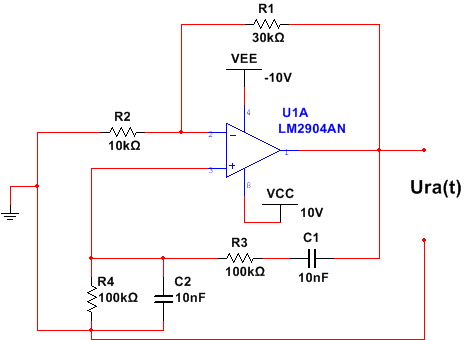 R1
30kΩ
VEE
-10V
U1A
LM2904AN
R2
10kΩ
4
2
3
1
8
VCC
10V
Ura(t)
R3
100kΩ
C1
10nF
R4
100kΩ
C2
10nF